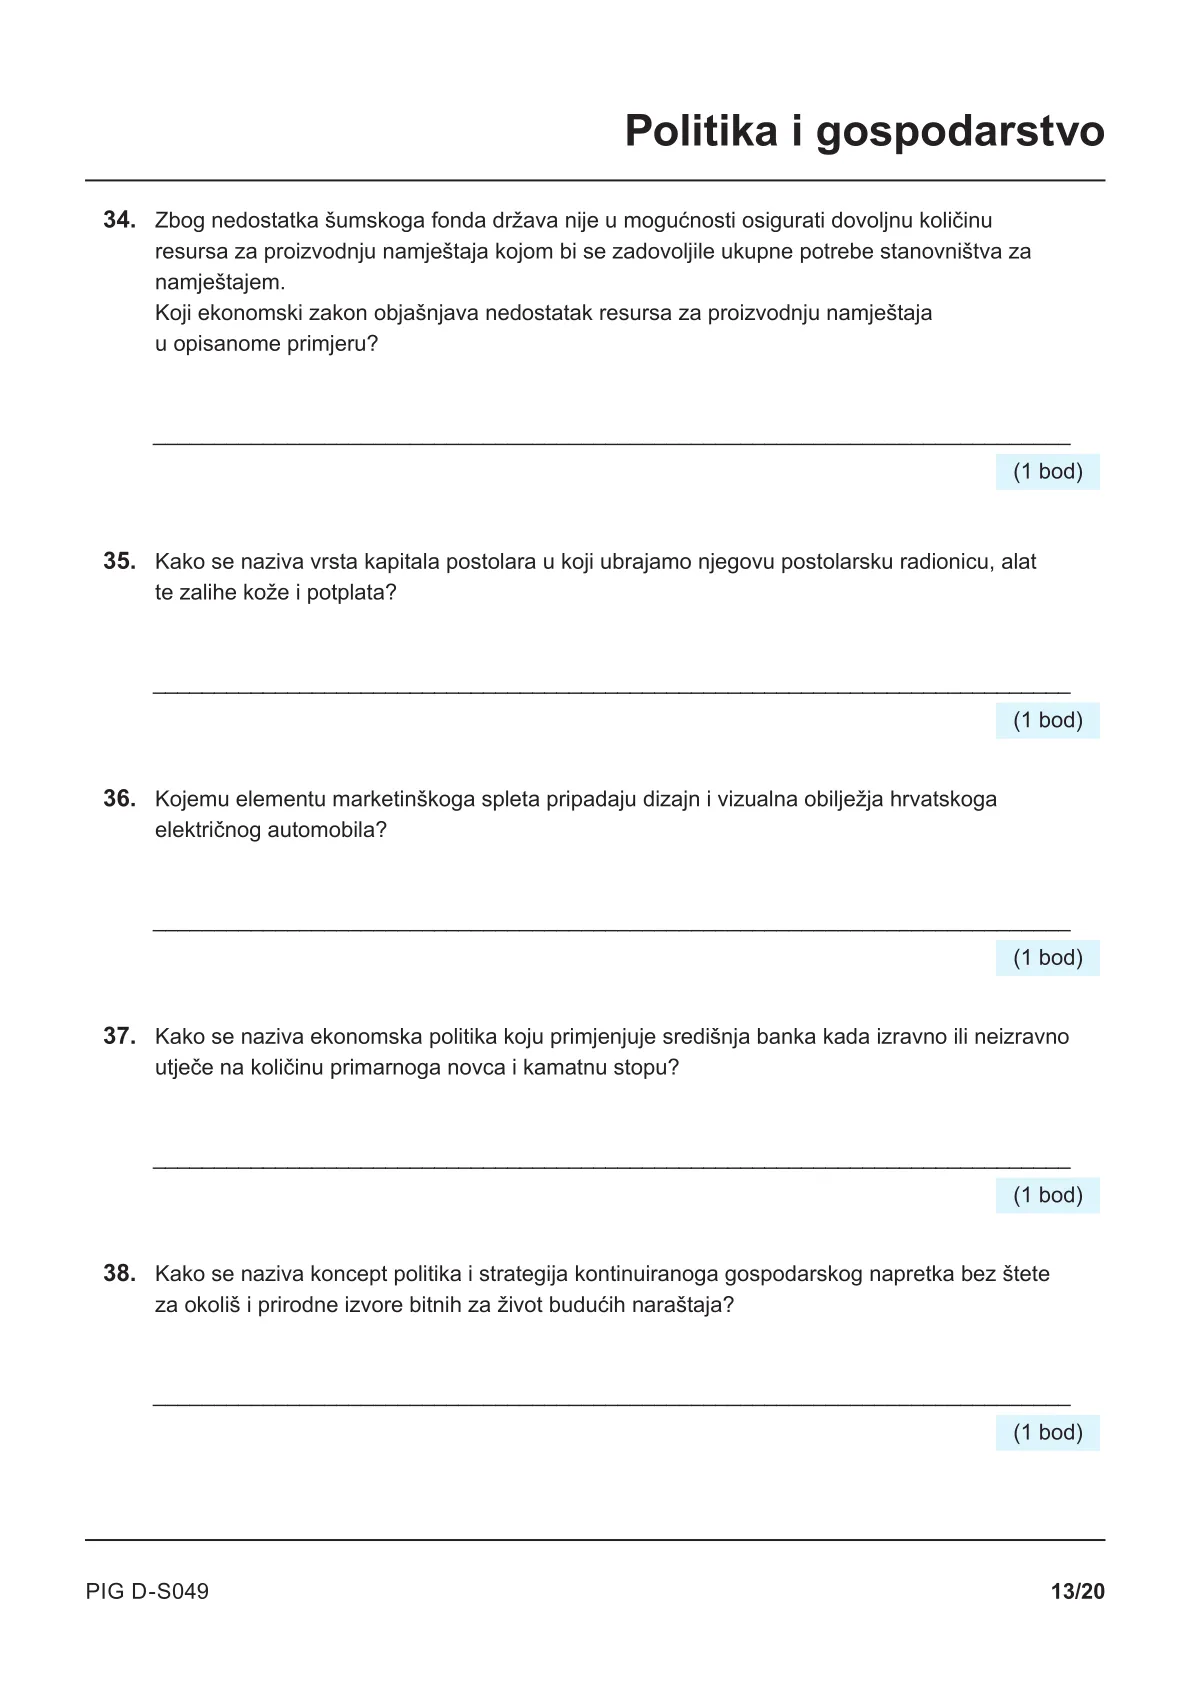 Politika i gospodarstvo
34. Zbog nedostatka šumskoga fonda država nije u mogućnosti osigurati dovoljnu količinu
resursa za proizvodnju namještaja kojom bi se zadovoljile ukupne potrebe stanovništva za
namještajem.
Koji ekonomski zakon objašnjava nedostatak resursa za proizvodnju namještaja
u opisanome primjeru?
(1 bod)
35. Kako se naziva vrsta kapitala postolara u koji ubrajamo njegovu postolarsku radionicu, alat
te zalihe kože i potplata?
(1 bod)
36. Kojemu elementu marketinškoga spleta pripadaju dizajn i vizualna obilježja hrvatskoga
električnog automobila?
(1 bod)
37. Kako se naziva ekonomska politika koju primjenjuje središnja banka kada izravno ili neizravno
utječe na količinu primarnoga novca i kamatnu stopu?
(1 bod)
38. Kako se naziva koncept politika i strategija kontinuiranoga gospodarskog napretka bez štete
za okoliš i prirodne izvore bitnih za život budućih naraštaja?
(1 bod)
PIG D-S049
13/20